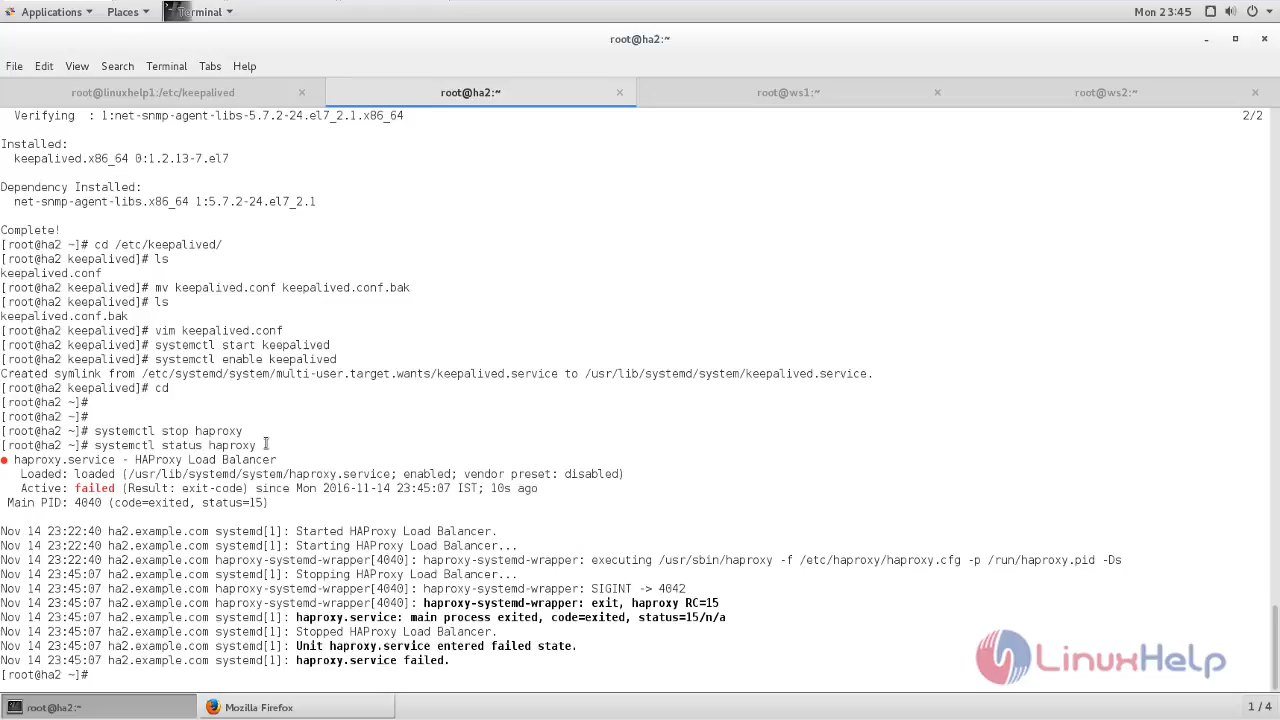 Applications Places Terminal Mon 23:45
root@ha2:~
File Edit View Search Terminal Tabs Help
root@linuxhelp1:/etc/keepalived × root@ha2:~ × root@ws1:~ × root@ws2:~ ×
Verifying : 1:net-snmp-agent-libs-5.7.2-24.el7_2.1.x86_64 2/2
Installed:
keepalived.x86_64 0:1.2.13-7.el7
Dependency Installed:
net-snmp-agent-libs.x86_64 1:5.7.2-24.el7_2.1
Complete!
[root@ha2 ~]# cd /etc/keepalived/
[root@ha2 keepalived]# ls
keepalived.conf
[root@ha2 keepalived]# mv keepalived.conf keepalived.conf.bak
[root@ha2 keepalived]# ls
keepalived.conf.bak
[root@ha2 keepalived]# vim keepalived.conf
[root@ha2 keepalived]# systemctl start keepalived
[root@ha2 keepalived]# systemctl enable keepalived
Created symlink from /etc/systemd/system/multi-user.target.wants/keepalived.service to /usr/lib/systemd/system/keepalived.service.
[root@ha2 keepalived]# cd
[root@ha2 ~]#
[root@ha2 ~]#
[root@ha2 ~]# systemctl stop haproxy
[root@ha2 ~]# systemctl status haproxy
● haproxy.service - HAProxy Load Balancer
Loaded: loaded (/usr/lib/systemd/system/haproxy.service; enabled; vendor preset: disabled)
Active: failed (Result: exit-code) since Mon 2016-11-14 23:45:07 IST; 10s ago
Main PID: 4040 (code=exited, status=15)
Nov 14 23:22:40 ha2.example.com systemd[1]: Started HAProxy Load Balancer.
Nov 14 23:22:40 ha2.example.com systemd[1]: Starting HAProxy Load Balancer...
Nov 14 23:22:40 ha2.example.com haproxy-systemd-wrapper[4040]: haproxy-systemd-wrapper: executing /usr/sbin/haproxy -f /etc/haproxy/haproxy.cfg -p /run/haproxy.pid -Ds
Nov 14 23:45:07 ha2.example.com systemd[1]: Stopping HAProxy Load Balancer...
Nov 14 23:45:07 ha2.example.com haproxy-systemd-wrapper[4040]: haproxy-systemd-wrapper: SIGINT -> 4042
Nov 14 23:45:07 ha2.example.com haproxy-systemd-wrapper[4040]: haproxy-systemd-wrapper: exit, haproxy RC=15
Nov 14 23:45:07 ha2.example.com systemd[1]: haproxy.service: main process exited, code=exited, status=15/n/a
Nov 14 23:45:07 ha2.example.com systemd[1]: Stopped HAProxy Load Balancer.
Nov 14 23:45:07 ha2.example.com systemd[1]: Unit haproxy.service entered failed state.
Nov 14 23:45:07 ha2.example.com systemd[1]: haproxy.service failed.
[root@ha2 ~]#
LinuxHelp
root@ha2:~ Mozilla Firefox 1 / 4